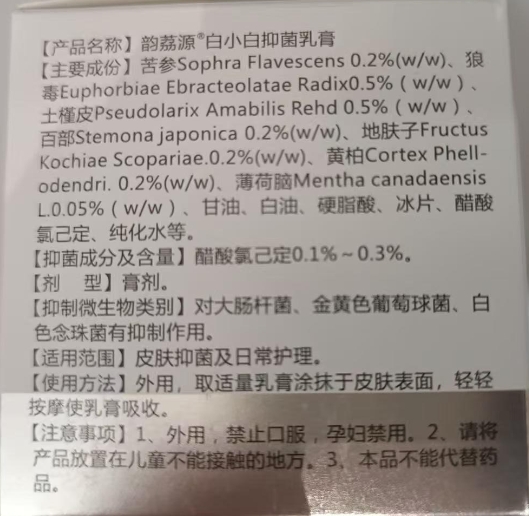 【产品名称】韵荔源®白小白抑菌乳膏
【主要成份】苦参Sophra Flavescens 0.2%(w/w)、狼
毒Euphorbiae Ebracteolatae Radix0.5%（w/w）、
土槿皮Pseudolarix Amabilis Rehd 0.5%（w/w）、
百部Stemona japonica 0.2%(w/w)、地肤子Fructus
Kochiae Scopariae.0.2%(w/w)、黄柏Cortex Phell-
odendri. 0.2%(w/w)、薄荷脑Mentha canadaensis
L.0.05%（w/w）、甘油、白油、硬脂酸、冰片、醋酸
氯己定、纯化水等。
【抑菌成分及含量】醋酸氯己定0.1%～0.3%。
【剂　型】膏剂。
【抑制微生物类别】对大肠杆菌、金黄色葡萄球菌、白
色念珠菌有抑制作用。
【适用范围】皮肤抑菌及日常护理。
【使用方法】外用，取适量乳膏涂抹于皮肤表面，轻轻
按摩使乳膏吸收。
【注意事项】1、外用，禁止口服，孕妇禁用。2、请将
产品放置在儿童不能接触的地方。3、本品不能代替药
品。